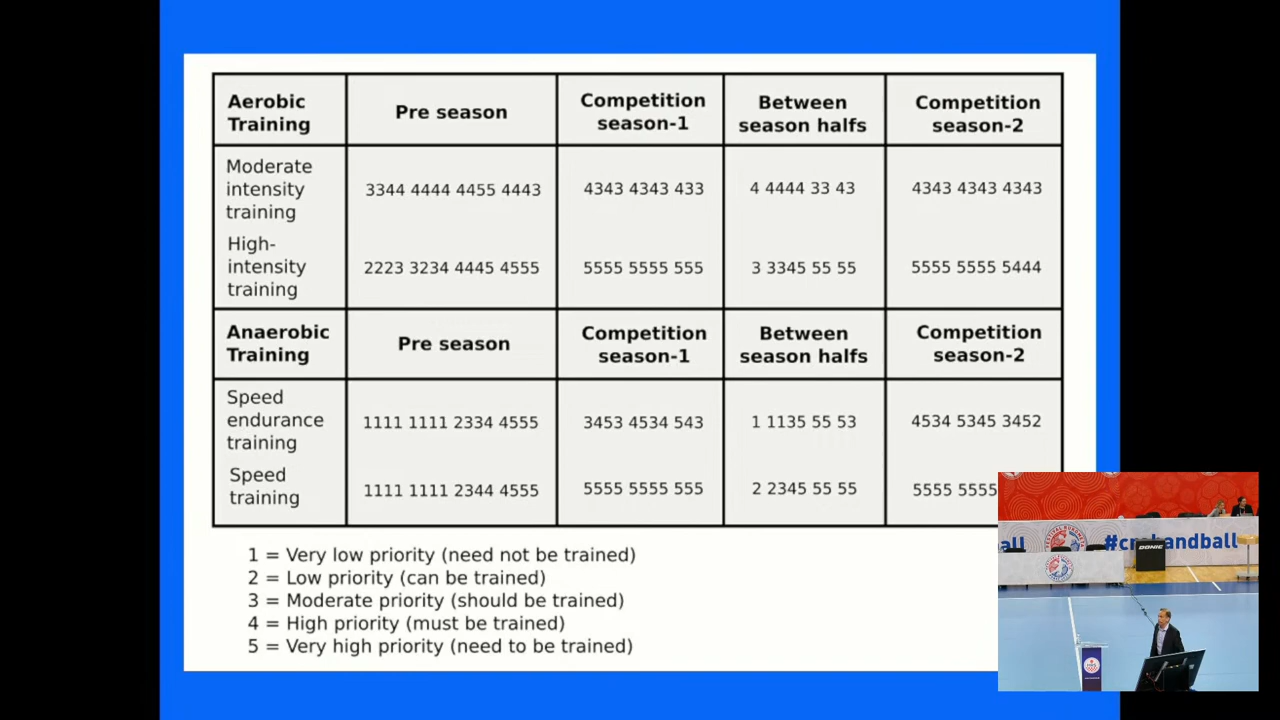 Aerobic
Training
Pre season
Competition
season-1
Between
season halfs
Competition
season-2
Moderate
intensity
training
3344 4444 4455 4443
4343 4343 433
4 4444 33 43
4343 4343 4343
High-
intensity
training
2223 3234 4445 4555
5555 5555 555
3 3345 55 55
5555 5555 5444
Anaerobic
Training
Pre season
Competition
season-1
Between
season halfs
Competition
season-2
Speed
endurance
training
1111 1111 2334 4555
3453 4534 543
1 1135 55 53
4534 5345 3452
Speed
training
1111 1111 2344 4555
5555 5555 555
2 2345 55 55
5555 5555
1 = Very low priority (need not be trained)
2 = Low priority (can be trained)
3 = Moderate priority (should be trained)
4 = High priority (must be trained)
5 = Very high priority (need to be trained)
DONIC